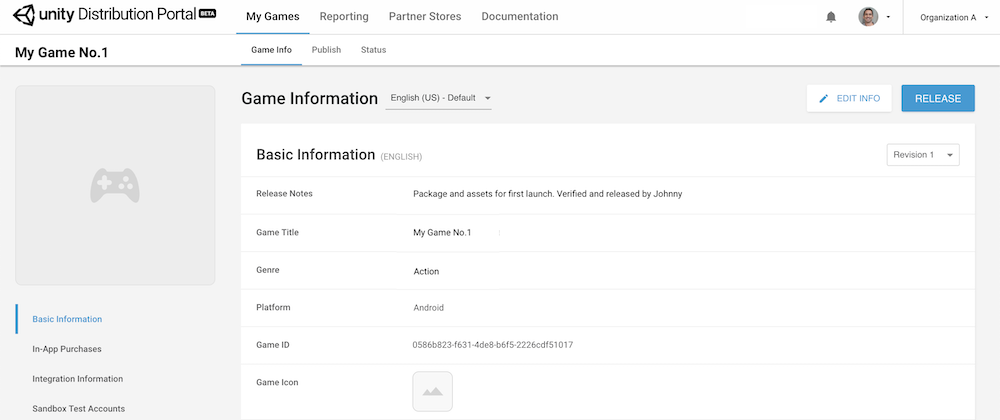 unity Distribution Portal BETA My Games Reporting Partner Stores Documentation Organization A
My Game No.1 Game Info Publish Status
Game Information English (US) - Default EDIT INFO RELEASE
Basic Information (ENGLISH) Revision 1
Release Notes Package and assets for first launch. Verified and released by Johnny
Game Title My Game No.1
Genre Action
Platform Android
Game ID 0586b823-f631-4de8-b6f5-2226cdf51017
Game Icon
Basic Information
In-App Purchases
Integration Information
Sandbox Test Accounts